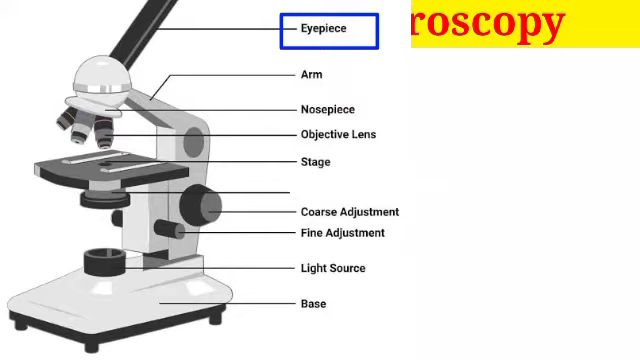 roscopy
Eyepiece
Arm
Nosepiece
Objective Lens
Stage
Coarse Adjustment
Fine Adjustment
Light Source
Base